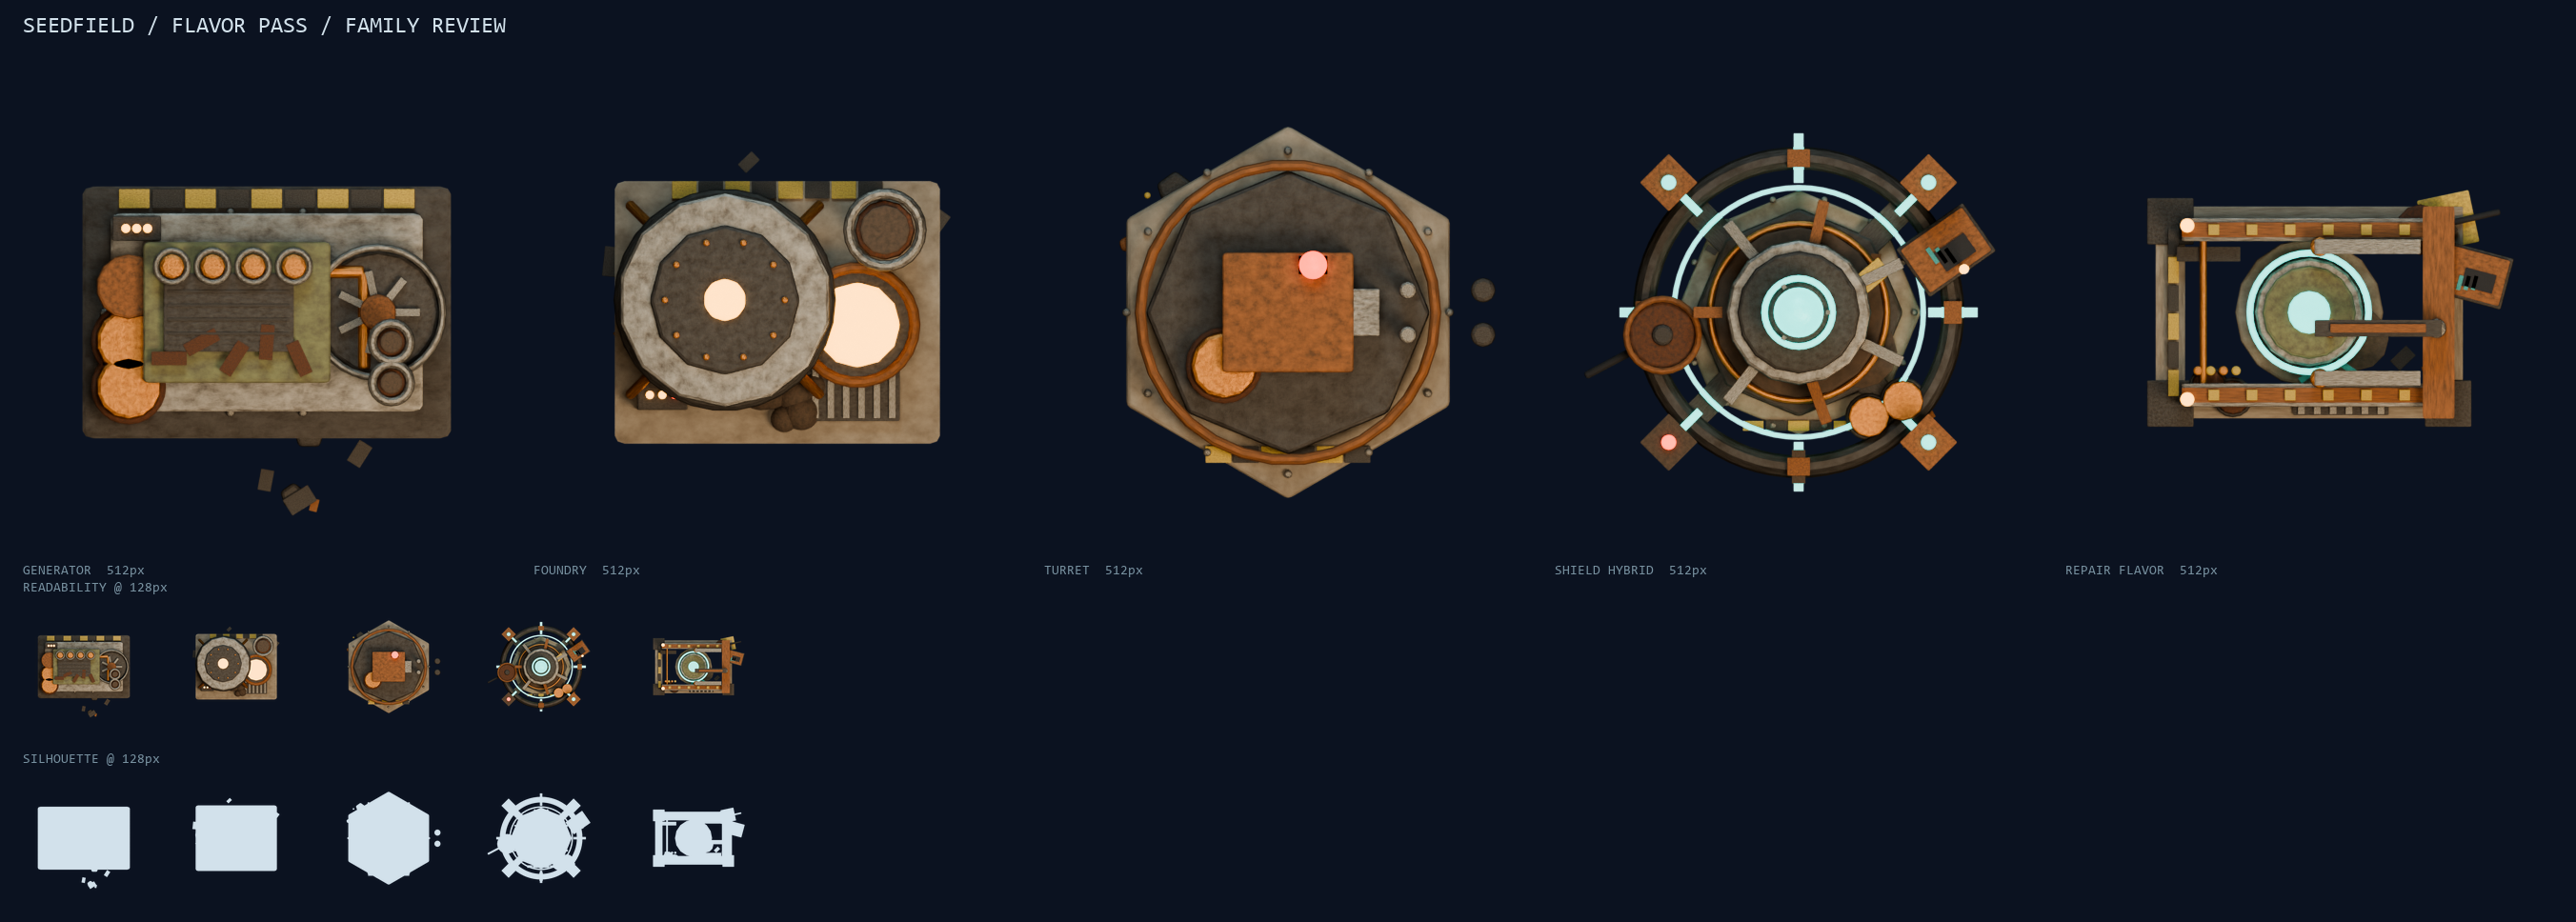 SEEDFIELD / FLAVOR PASS / FAMILY REVIEW
GENERATOR  512px
FOUNDRY  512px
TURRET  512px
SHIELD HYBRID  512px
REPAIR FLAVOR  512px
READABILITY @ 128px
SILHOUETTE @ 128px